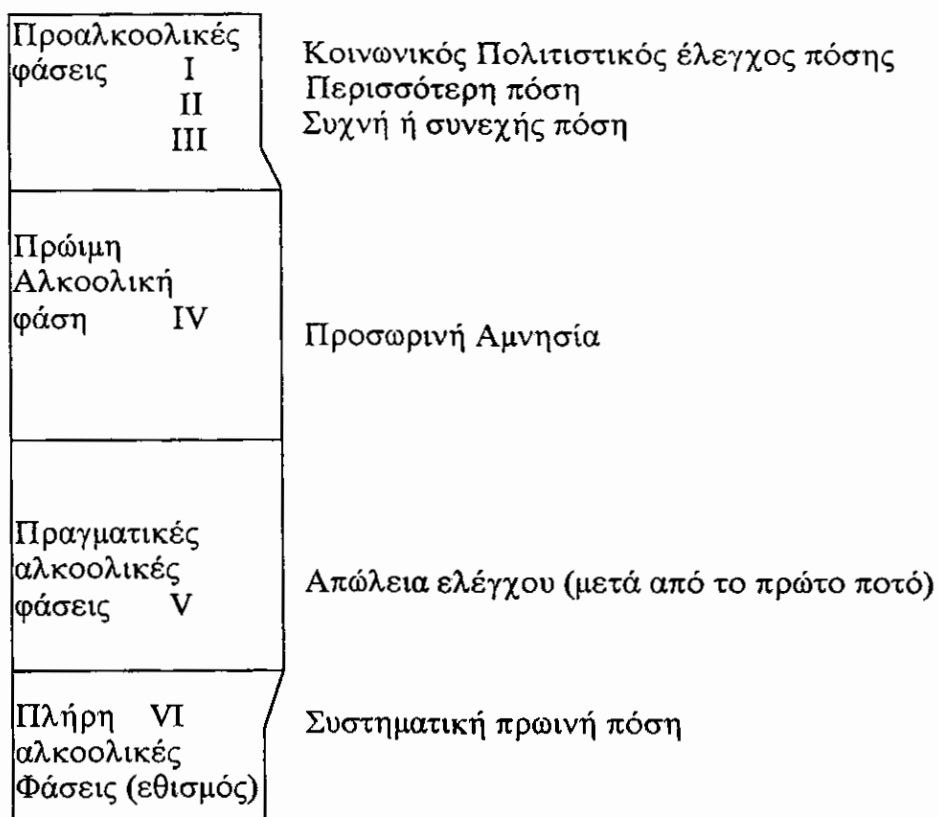 Προαλκοολικές
φάσεις I
II
III
Κοινωνικός Πολιτιστικός έλεγχος πόσης
Περισσότερη πόση
Συχνή ή συνεχής πόση
Πρώιμη
Αλκοολική
φάση IV
Προσωρινή Αμνησία
Πραγματικές
αλκοολικές
φάσεις V
Απώλεια ελέγχου (μετά από το πρώτο ποτό)
Πλήρη VI
αλκοολικές
Φάσεις (εθισμός)
Συστηματική πρωινή πόση